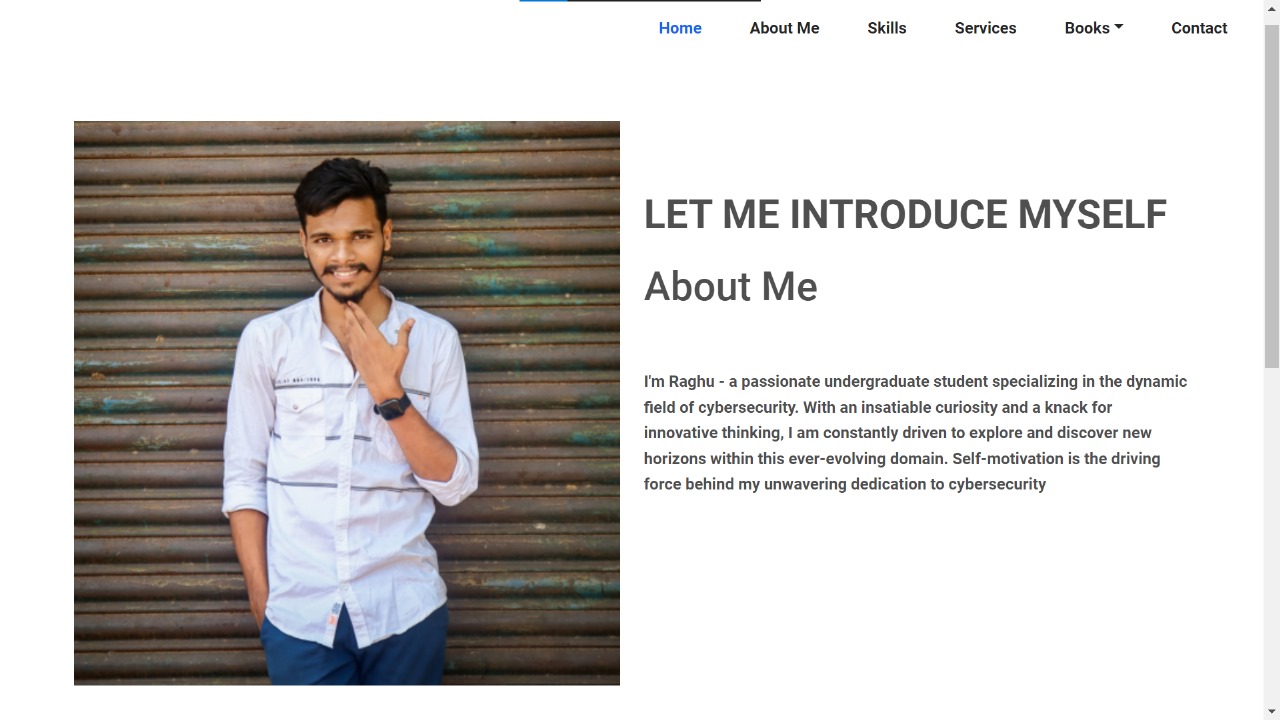 Home About Me Skills Services Books Contact
LET ME INTRODUCE MYSELF
About Me
I'm Raghu - a passionate undergraduate student specializing in the dynamic
field of cybersecurity. With an insatiable curiosity and a knack for
innovative thinking, I am constantly driven to explore and discover new
horizons within this ever-evolving domain. Self-motivation is the driving
force behind my unwavering dedication to cybersecurity